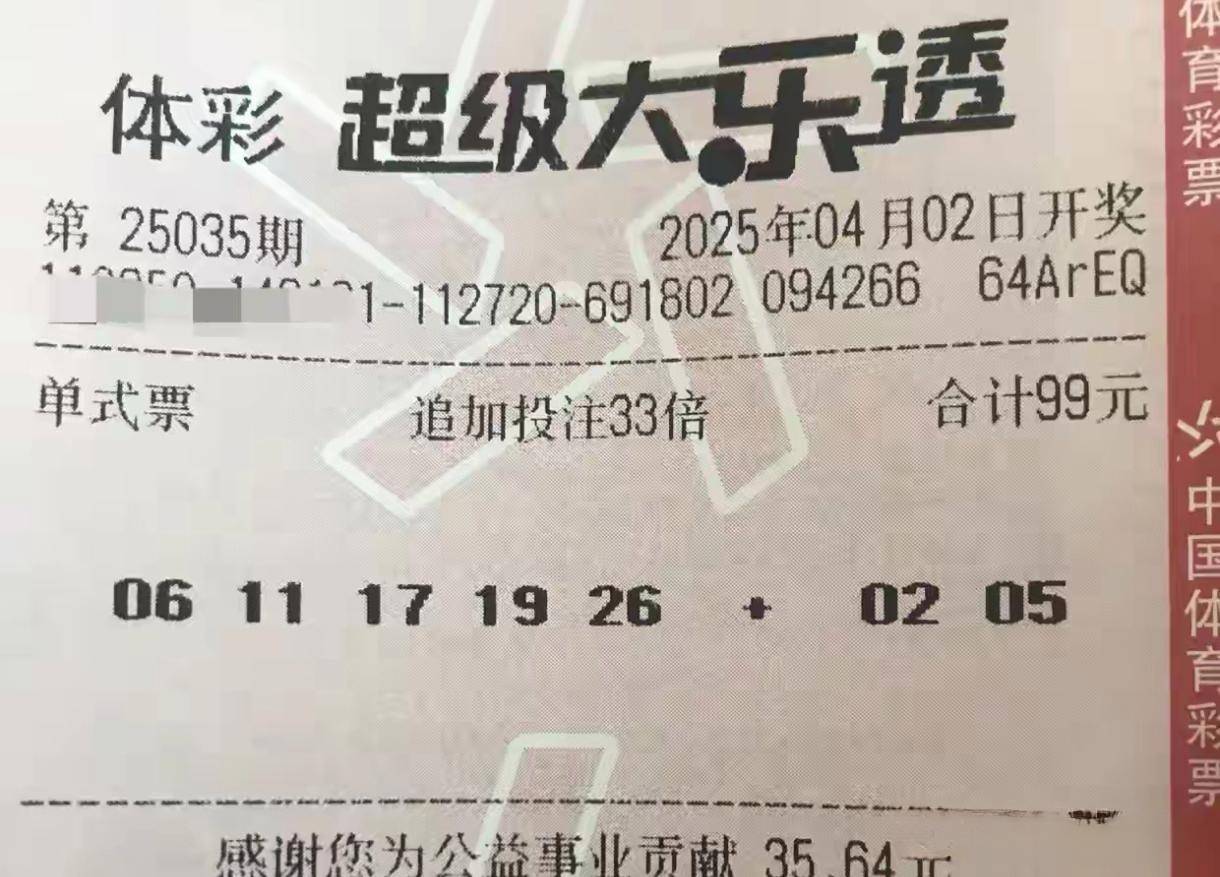 体彩 超级大乐透
第 25035期 2025年04月02日开奖
1-112720-691802 094266 64ArEQ
单式票 追加投注33倍 合计99元
06 11 17 19 26 + 02 05
感谢您为公益事业贡献 35.64元
体育彩票
中国体育彩票